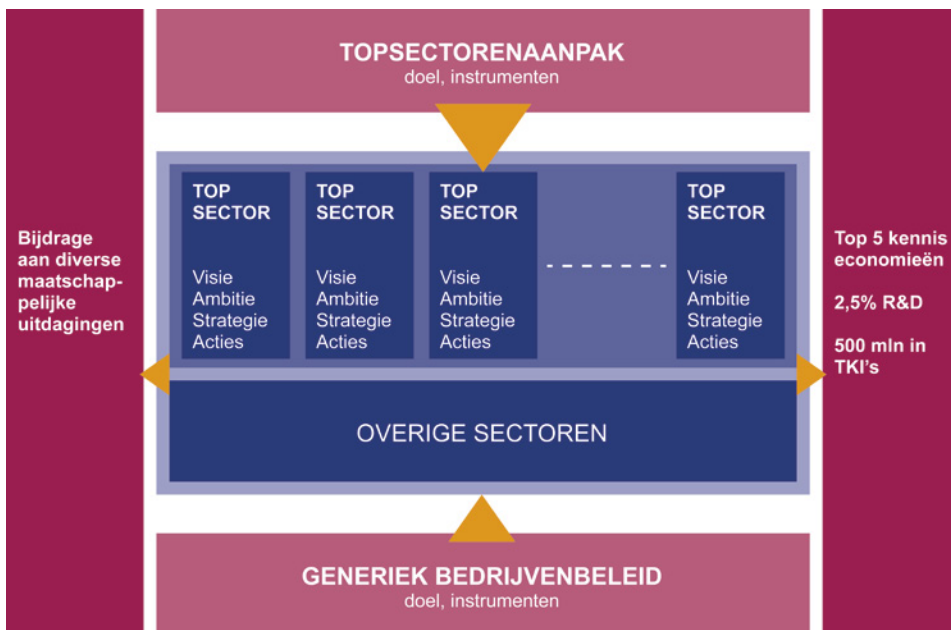 TOPSECTORENAANPAK
doel, instrumenten
Bijdrage
aan diverse
maatschap-
pelijke
uitdagingen
TOP
SECTOR
Visie
Ambitie
Strategie
Acties
TOP
SECTOR
Visie
Ambitie
Strategie
Acties
TOP
SECTOR
Visie
Ambitie
Strategie
Acties
TOP
SECTOR
Visie
Ambitie
Strategie
Acties
OVERIGE SECTOREN
Top 5 kennis
economieën
2,5% R&D
500 mln in
TKI's
GENERIEK BEDRIJVENBELEID
doel, instrumenten